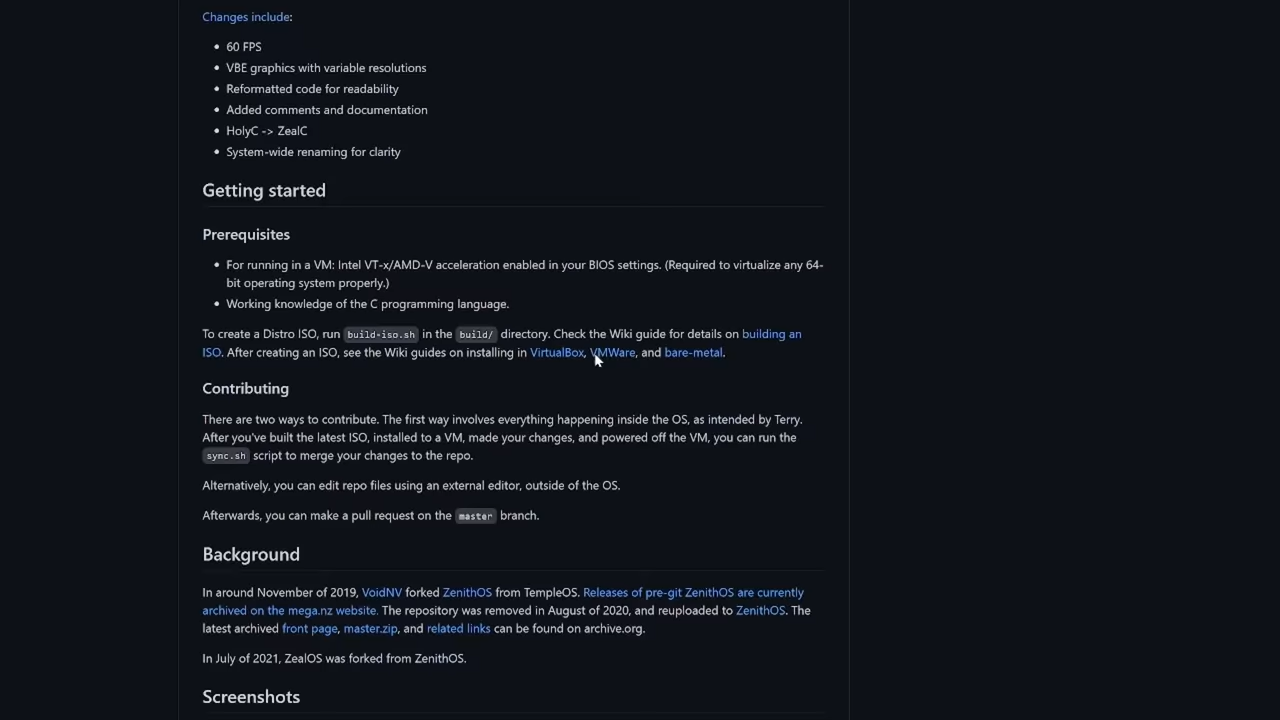 Changes include:
60 FPS
VBE graphics with variable resolutions
Reformatted code for readability
Added comments and documentation
HolyC -> ZealC
System-wide renaming for clarity
Getting started
Prerequisites
For running in a VM: Intel VT-x/AMD-V acceleration enabled in your BIOS settings. (Required to virtualize any 64-
bit operating system properly.)
Working knowledge of the C programming language.
To create a Distro ISO, run build-iso.sh in the build/ directory. Check the Wiki guide for details on building an
ISO. After creating an ISO, see the Wiki guides on installing in VirtualBox, VMWare, and bare-metal.
Contributing
There are two ways to contribute. The first way involves everything happening inside the OS, as intended by Terry.
After you've built the latest ISO, installed to a VM, made your changes, and powered off the VM, you can run the
sync.sh script to merge your changes to the repo.
Alternatively, you can edit repo files using an external editor, outside of the OS.
Afterwards, you can make a pull request on the master branch.
Background
In around November of 2019, VoidNV forked ZenithOS from TempleOS. Releases of pre-git ZenithOS are currently
archived on the mega.nz website. The repository was removed in August of 2020, and reuploaded to ZenithOS. The
latest archived front page, master.zip, and related links can be found on archive.org.
In July of 2021, ZealOS was forked from ZenithOS.
Screenshots